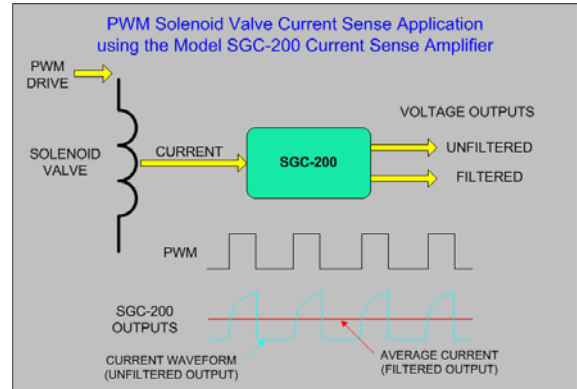 PWM Solenoid Valve Current Sense Application
using the Model SGC-200 Current Sense Amplifier
PWM
DRIVE
VOLTAGE OUTPUTS
SOLENOID
VALVE
CURRENT
SGC-200
UNFILTERED
FILTERED
PWM
SGC-200
OUTPUTS
CURRENT WAVEFORM
(UNFILTERED OUTPUT)
AVERAGE CURRENT
(FILTERED OUTPUT)